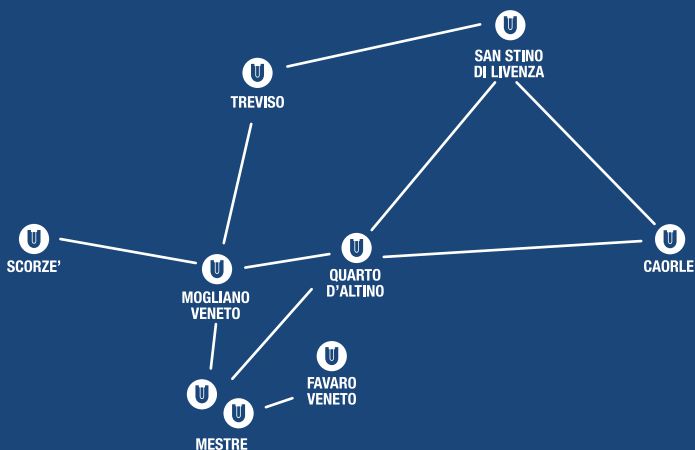 SAN STINO
DI LIVENZA
TREVISO
SCORZE'
MOGLIANO
VENETO
QUARTO
D'ALTINO
CAORLE
FAVARO
VENETO
MESTRE